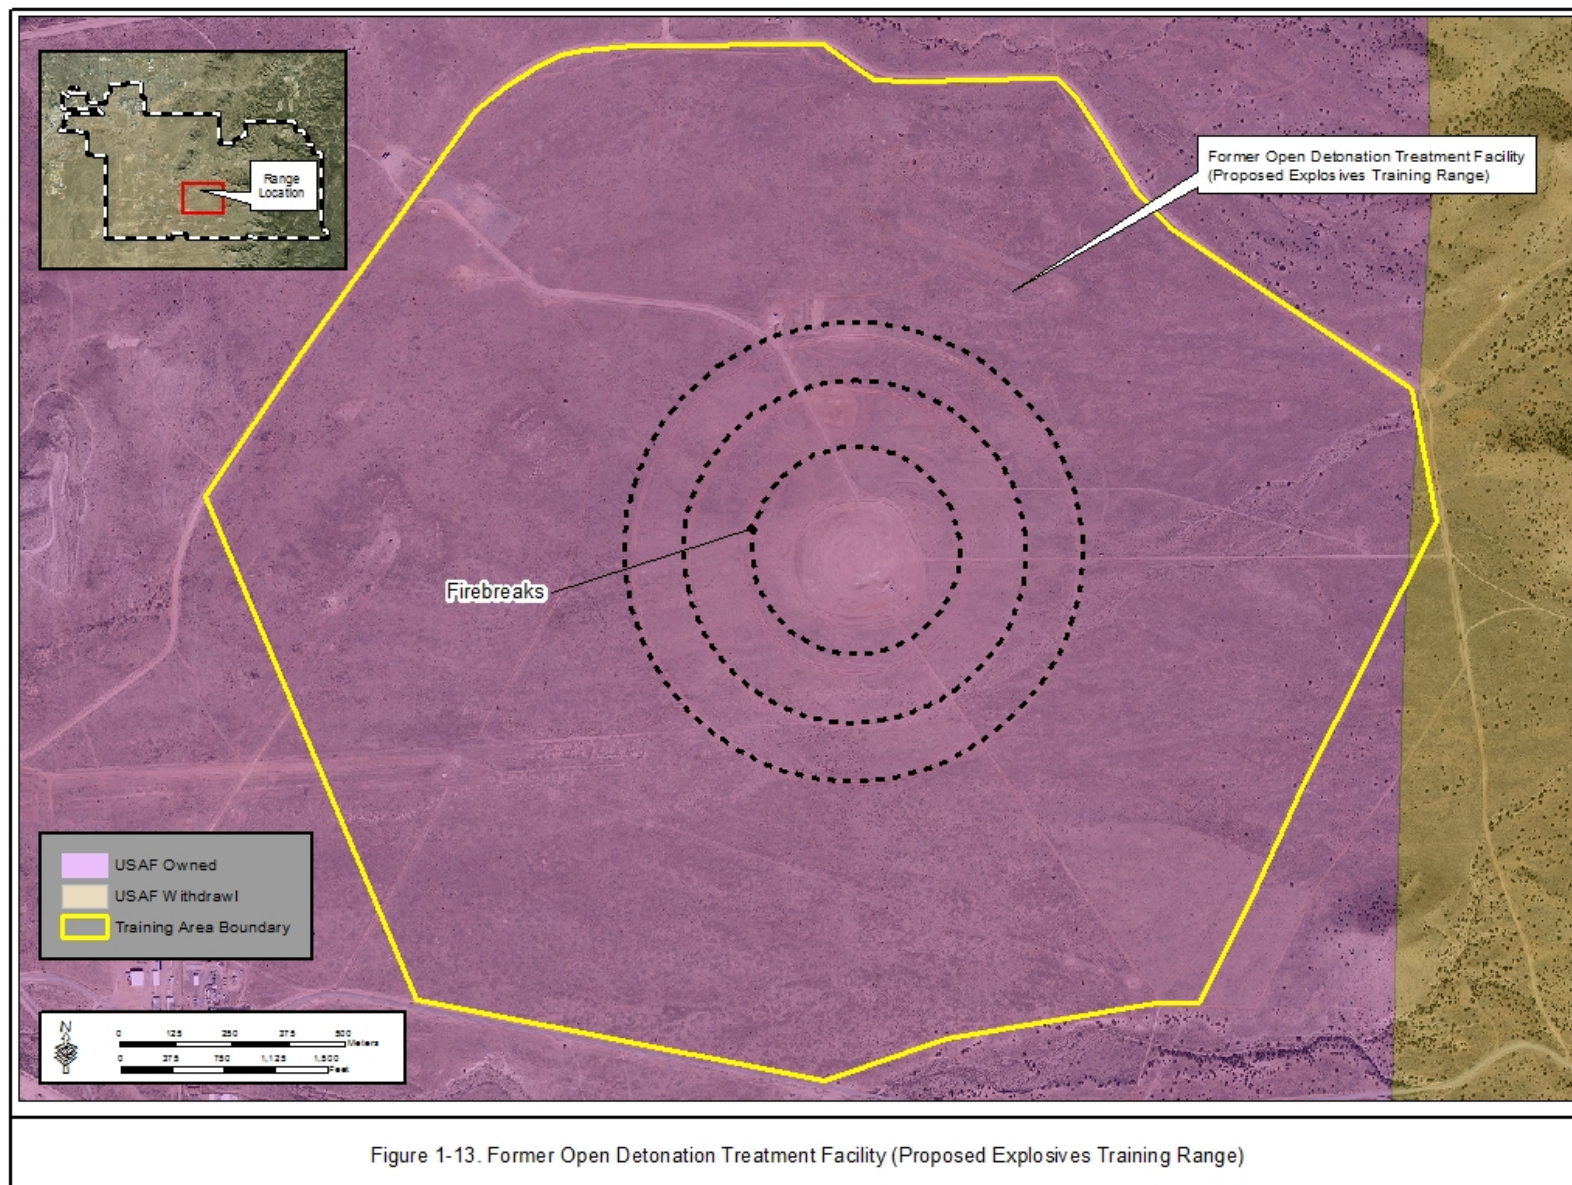 Range
Location
Former Open Detonation Treatment Facility
(Proposed Explosives Training Range)
Firebreaks
USAF Owned
USAF Withdrawl
Training Area Boundary
N
0 125 250 375 500
Meters
0 375 750 1,125 1,500
Feet
Figure 1-13. Former Open Detonation Treatment Facility (Proposed Explosives Training Range)